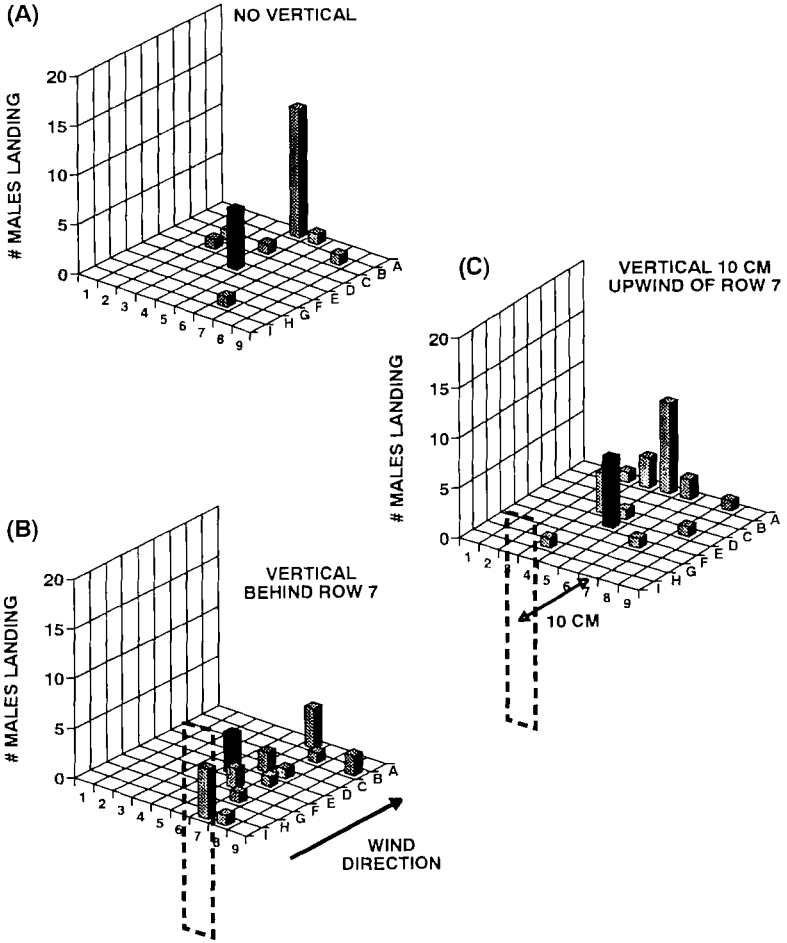 (A)
NO VERTICAL
# MALES LANDING
20
15
10
5
0
1 2 3 4 5 6 7 8 9
I H G F E D C B A
(C)
VERTICAL 10 CM
UPWIND OF ROW 7
# MALES LANDING
20
15
10
5
0
1 2 3 4 5 6 7 8 9
I H G F E D C B A
10 CM
(B)
VERTICAL
BEHIND ROW 7
# MALES LANDING
20
15
10
5
0
1 2 3 4 5 6 7 8 9
I H G F E D C B A
WIND
DIRECTION